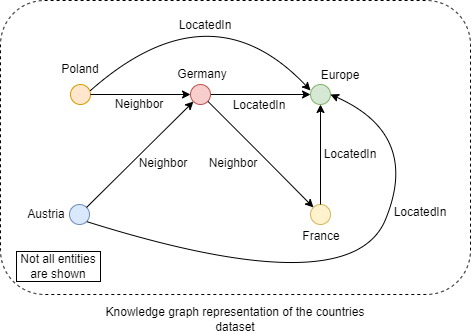 LocatedIn
Poland
Germany
Europe
Neighbor
LocatedIn
Neighbor
Neighbor
LocatedIn
Austria
LocatedIn
France
Not all entities
are shown
Knowledge graph representation of the countries
dataset